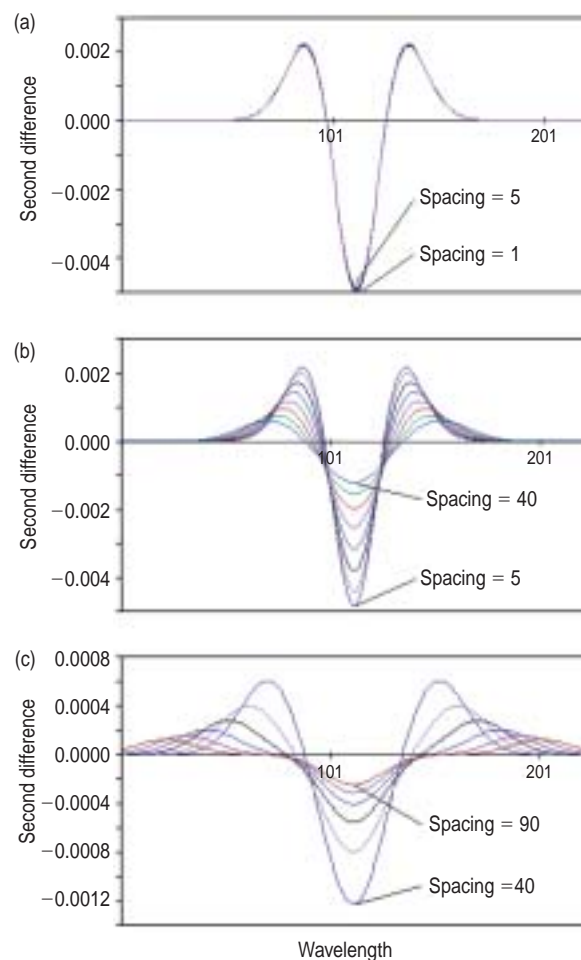 (a)
Second difference
0.002
0.000
−0.002
−0.004
101
201
Spacing = 5
Spacing = 1
(b)
Second difference
0.002
0.000
−0.002
−0.004
101
201
Spacing = 40
Spacing = 5
(c)
Second difference
0.0008
0.0004
0.0000
−0.0004
−0.0008
−0.0012
101
201
Spacing = 90
Spacing =40
Wavelength